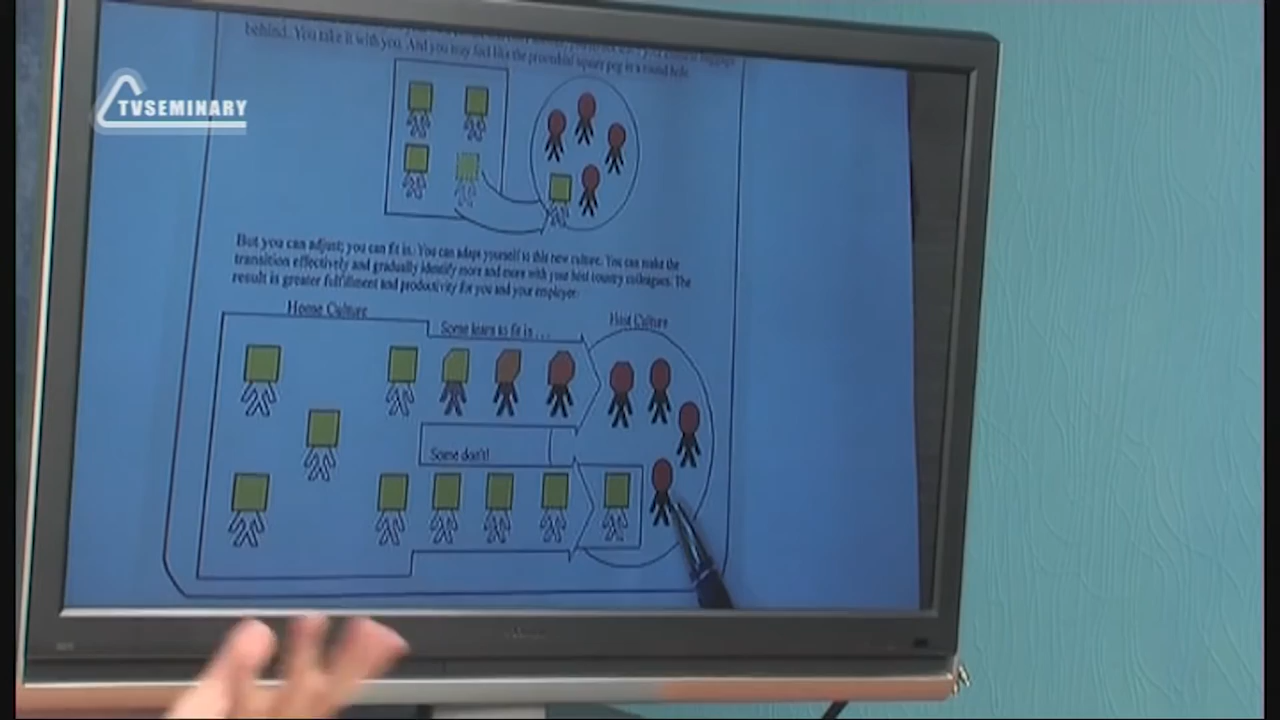 TVSEMINARY
behind. You take it with you. And you may feel like the proverbial square peg in a round hole.
But you can adjust; you can fit in. You can adapt yourself to this new culture. You can make the
transition effectively and gradually identify more and more with your host country colleagues. The
result is greater fulfillment and productivity for you and your employer.
Home Culture
Some learn to fit in . . .
Host Culture
Some don't!